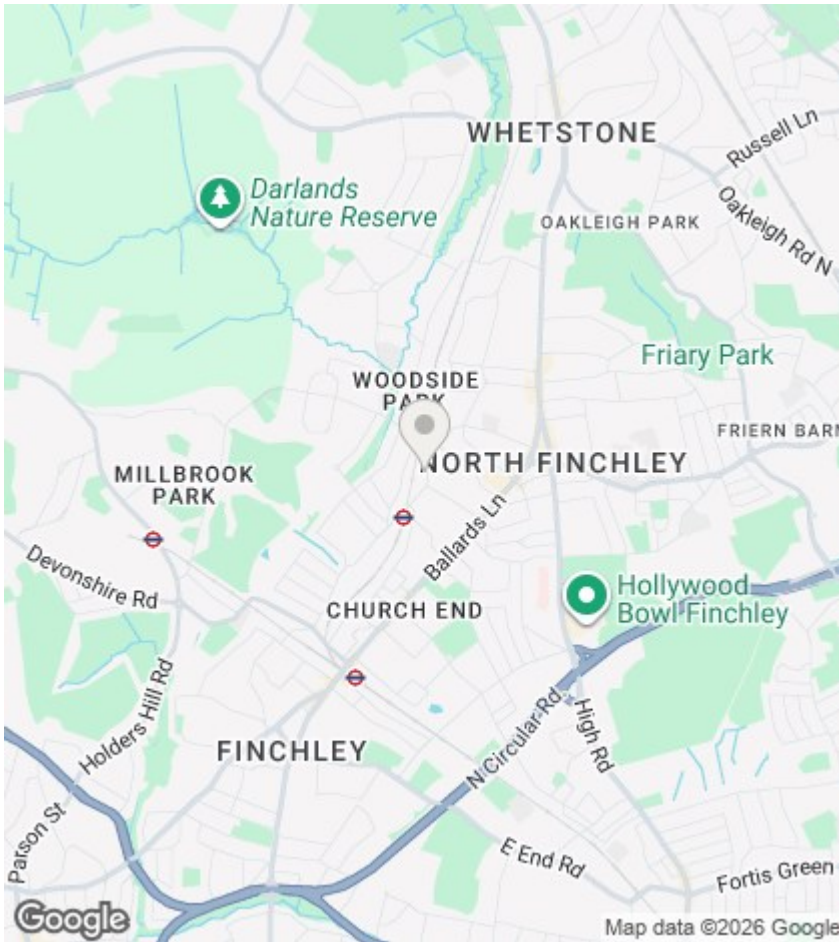 WHETSTONE
Russell Ln
Darlands
Nature Reserve
OAKLEIGH PARK
Oakleigh Rd N
Friary Park
WOODSIDE
PARK
FRIERN BARN
NORTH FINCHLEY
MILLBROOK
PARK
Ballards Ln
Devonshire Rd
Hollywood
Bowl Finchley
CHURCH END
Holders Hill Rd
N Circular Rd
High Rd
FINCHLEY
Parson St
E End Rd
Fortis Green
Google
Map data ©2026 Google